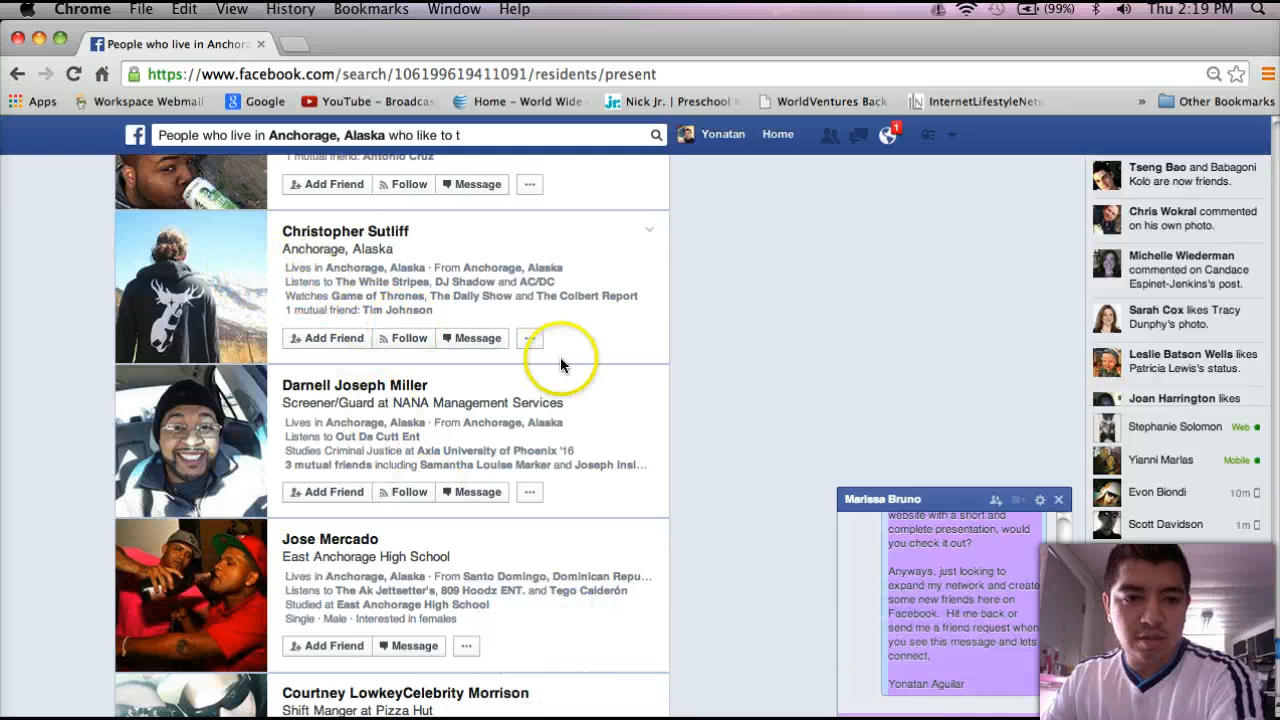 Chrome File Edit View History Bookmarks Window Help (99%) Thu 2:19 PM
People who live in Anchora
https://www.facebook.com/search/106199619411091/residents/present
Apps Workspace Webmail Google YouTube – Broadcas Home – World Wide Nick Jr. | Preschool WorldVentures Back InternetLifestyleNetw » Other Bookmarks
People who live in Anchorage, Alaska who like to t
Yonatan Home 1
1 mutual friend: Antonio Cruz
Add Friend Follow Message ...
Christopher Sutliff
Anchorage, Alaska
Lives in Anchorage, Alaska · From Anchorage, Alaska
Listens to The White Stripes, DJ Shadow and AC/DC
Watches Game of Thrones, The Daily Show and The Colbert Report
1 mutual friend: Tim Johnson
Add Friend Follow Message ...
Darnell Joseph Miller
Screener/Guard at NANA Management Services
Lives in Anchorage, Alaska · From Anchorage, Alaska
Listens to Out Da Cutt Ent
Studies Criminal Justice at Axia University of Phoenix '16
3 mutual friends including Samantha Louise Marker and Joseph Insl...
Add Friend Follow Message ...
Jose Mercado
East Anchorage High School
Lives in Anchorage, Alaska · From Santo Domingo, Dominican Repu...
Listens to The Ak Jettsetter's, 809 Hoodz ENT. and Tego Calderón
Studied at East Anchorage High School
Single · Male · Interested in females
Add Friend Message ...
Courtney LowkeyCelebrity Morrison
Shift Manger at Pizza Hut
Tseng Bao and Babagoni
Kolo are now friends.
Chris Wokral commented
on his own photo.
Michelle Wiederman
commented on Candace
Espinet-Jenkins's post.
Sarah Cox likes Tracy
Dunphy's photo.
Leslie Batson Wells likes
Patricia Lewis's status.
Joan Harrington likes
Stephanie Solomon Web
Yianni Marlas Mobile
Evon Biondi 10m
Scott Davidson 1m
Marissa Bruno
website with a short and
complete presentation, would
you check it out?
Anyways, just looking to
expand my network and create
some new friends here on
Facebook. Hit me back or
send me a friend request when
you see this message and lets
connect,
Yonatan Aguilar